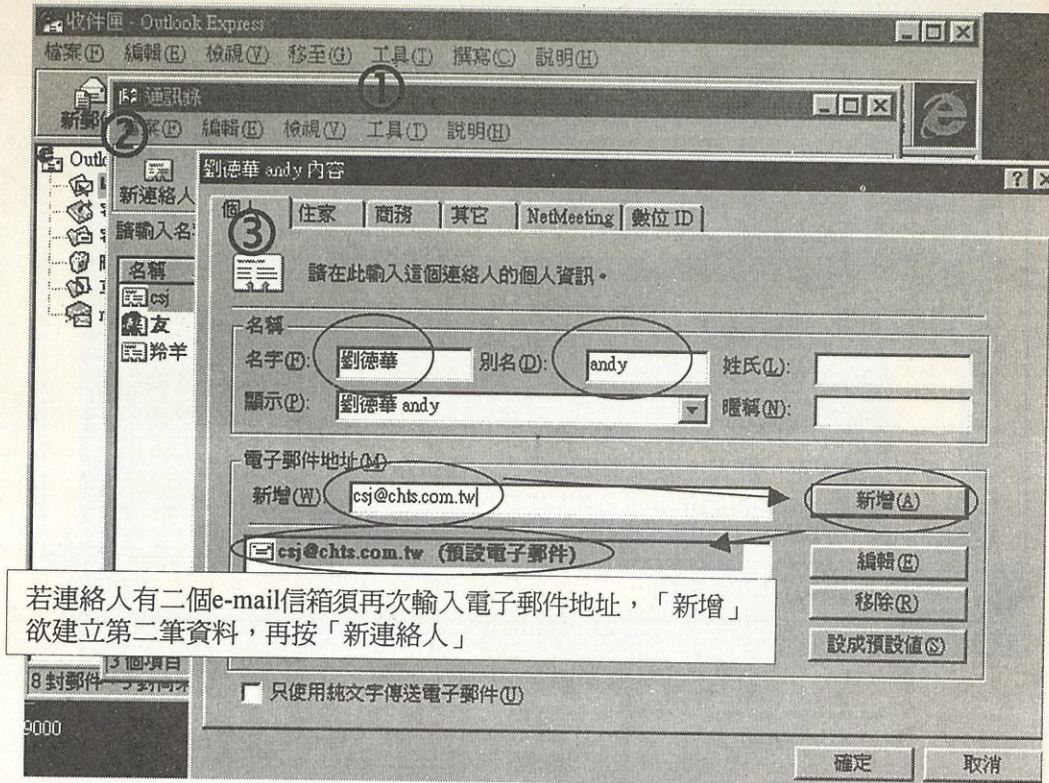 收件匣 - Outlook Express
檔案(F) 編輯(E) 檢視(V) 移至(G) 工具(T) 撰寫(C) 說明(H)
①
新郵
通訊錄
②
檔案(F) 編輯(E) 檢視(V) 工具(T) 說明(H)
Outl
新連絡人
請輸入名
名稱
csj
友
羚羊
劉德華 andy 內容
個人 住家 商務 其它 NetMeeting 數位 ID
③
請在此輸入這個連絡人的個人資訊。
名稱
名字(F): 劉德華 別名(D): andy 姓氏(L):
顯示(P): 劉德華 andy 暱稱(N):
電子郵件地址(M)
新增(W): csj@chts.com.tw 新增(A)
csj@chts.com.tw (預設電子郵件)
編輯(E)
移除(R)
設成預設值(S)
若連絡人有二個e-mail信箱須再次輸入電子郵件地址,「新增」
欲建立第二筆資料,再按「新連絡人」
3 個項目
8 封郵件
只使用純文字傳送電子郵件(U)
9000
確定 取消